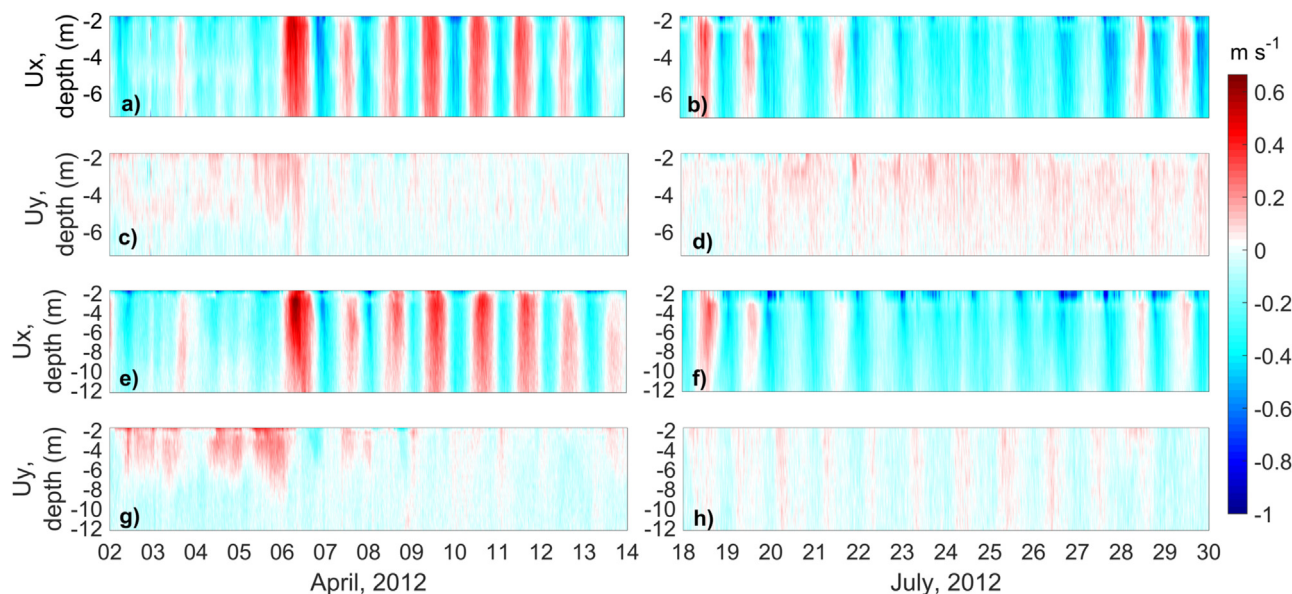 m s-1
Ux,
depth (m)
-2
-4
-6
a)
b)
-2
-4
-6
Uy,
depth (m)
-2
-4
-6
c)
d)
-2
-4
-6
Ux,
depth (m)
-2
-4
-6
-8
-10
-12
e)
f)
-2
-4
-6
-8
-10
-12
Uy,
depth (m)
-2
-4
-6
-8
-10
-12
g)
h)
-2
-4
-6
-8
-10
-12
0.6
0.4
0.2
0
-0.2
-0.4
-0.6
-0.8
-1
02 03 04 05 06 07 08 09 10 11 12 13 14
18 19 20 21 22 23 24 25 26 27 28 29 30
April, 2012
July, 2012